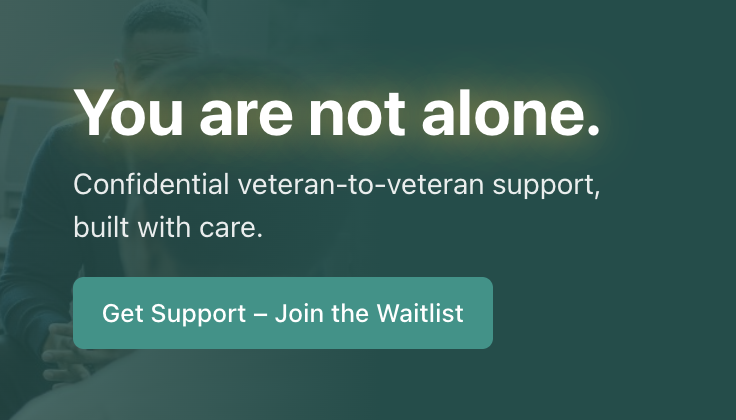 You are not alone.
Confidential veteran-to-veteran support,
built with care.
Get Support – Join the Waitlist